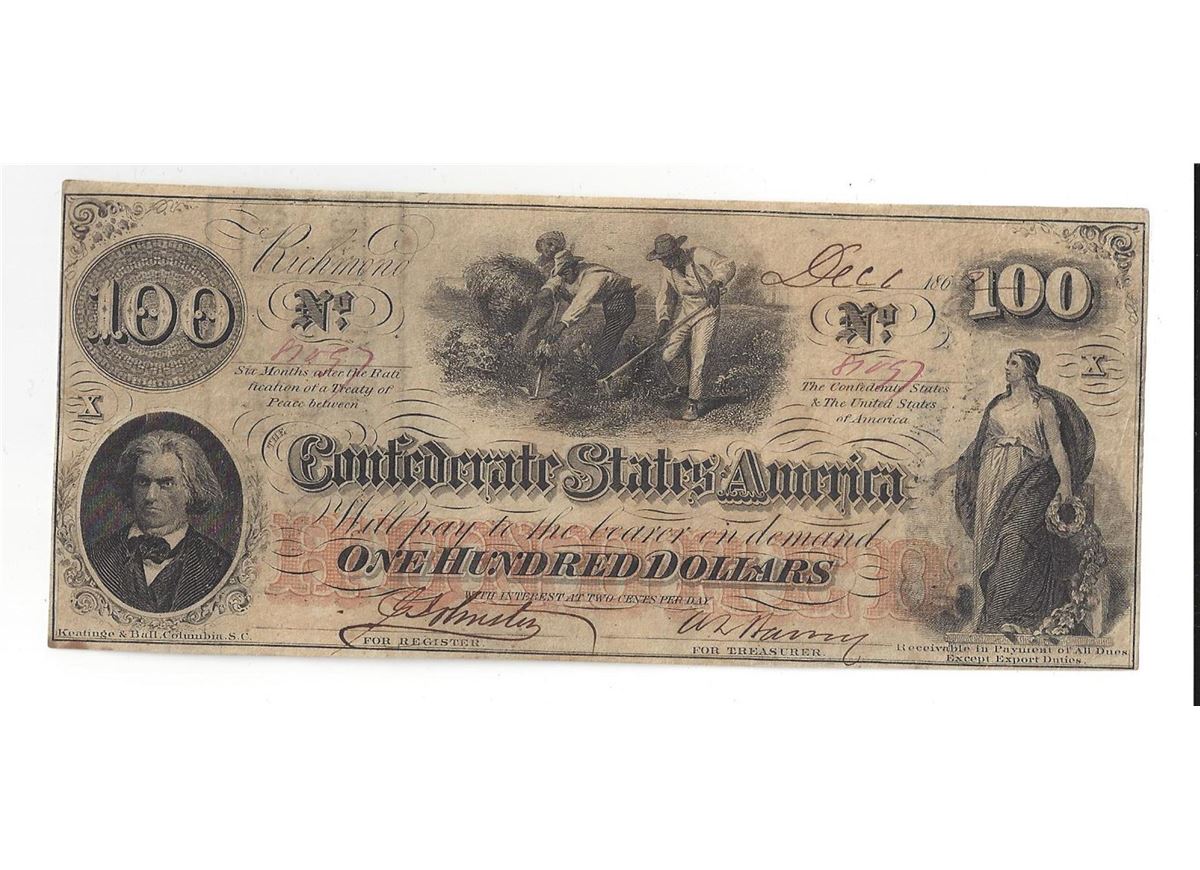 Richmond
Dec 1 186
100
100
No
No
81097
81097
Six Months after the Rati
fication of a Treaty of
Peace between
The Confederate States
& The United States
of America
X
X
THE
Confederate States America
Will pay to the bearer on demand
ONE HUNDRED DOLLARS
WITH INTEREST AT TWO CENTS PER DAY
Keatinge & Ball, Columbia, S.C.
FOR REGISTER.
FOR TREASURER.
Receivable in Payment of All Dues
Except Export Duties.